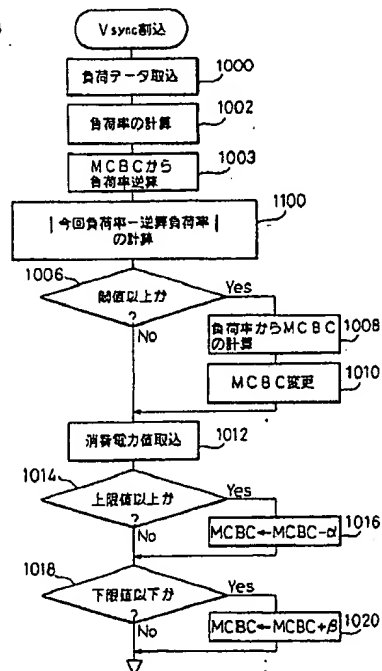 Vsync割込
負荷データ取込
1000
負荷率の計算
1002
MCBCから
負荷率逆算
1003
|今回負荷率-逆算負荷率|
の計算
1100
1006
閾値以上か
?
Yes
No
負荷率からMCBC
の計算
1008
MCBC変更
1010
消費電力値取込
1012
1014
上限値以上か
?
Yes
No
MCBC←MCBC-α
1016
1018
下限値以下か
?
Yes
No
MCBC←MCBC+β
1020